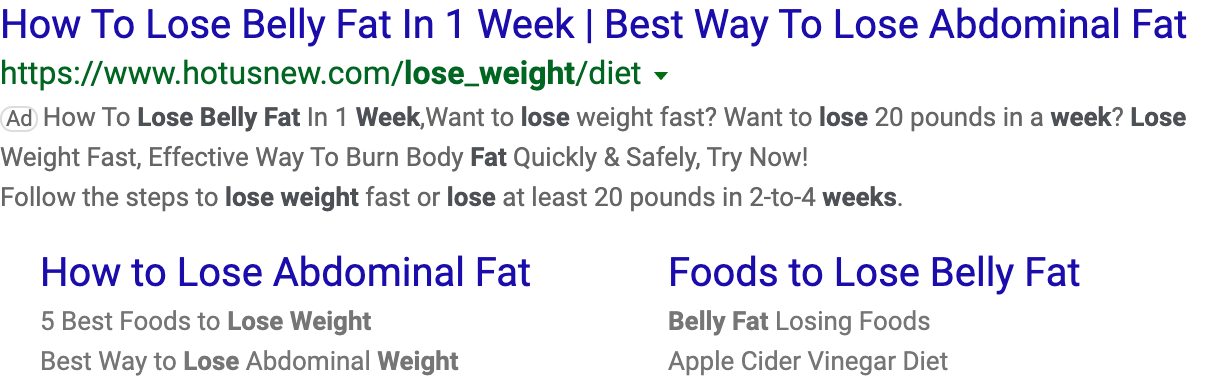 How To Lose Belly Fat In 1 Week | Best Way To Lose Abdominal Fat
https://www.hotusnew.com/lose_weight/diet
Ad How To Lose Belly Fat In 1 Week,Want to lose weight fast? Want to lose 20 pounds in a week? Lose
Weight Fast, Effective Way To Burn Body Fat Quickly & Safely, Try Now!
Follow the steps to lose weight fast or lose at least 20 pounds in 2-to-4 weeks.
How to Lose Abdominal Fat
5 Best Foods to Lose Weight
Best Way to Lose Abdominal Weight
Foods to Lose Belly Fat
Belly Fat Losing Foods
Apple Cider Vinegar Diet